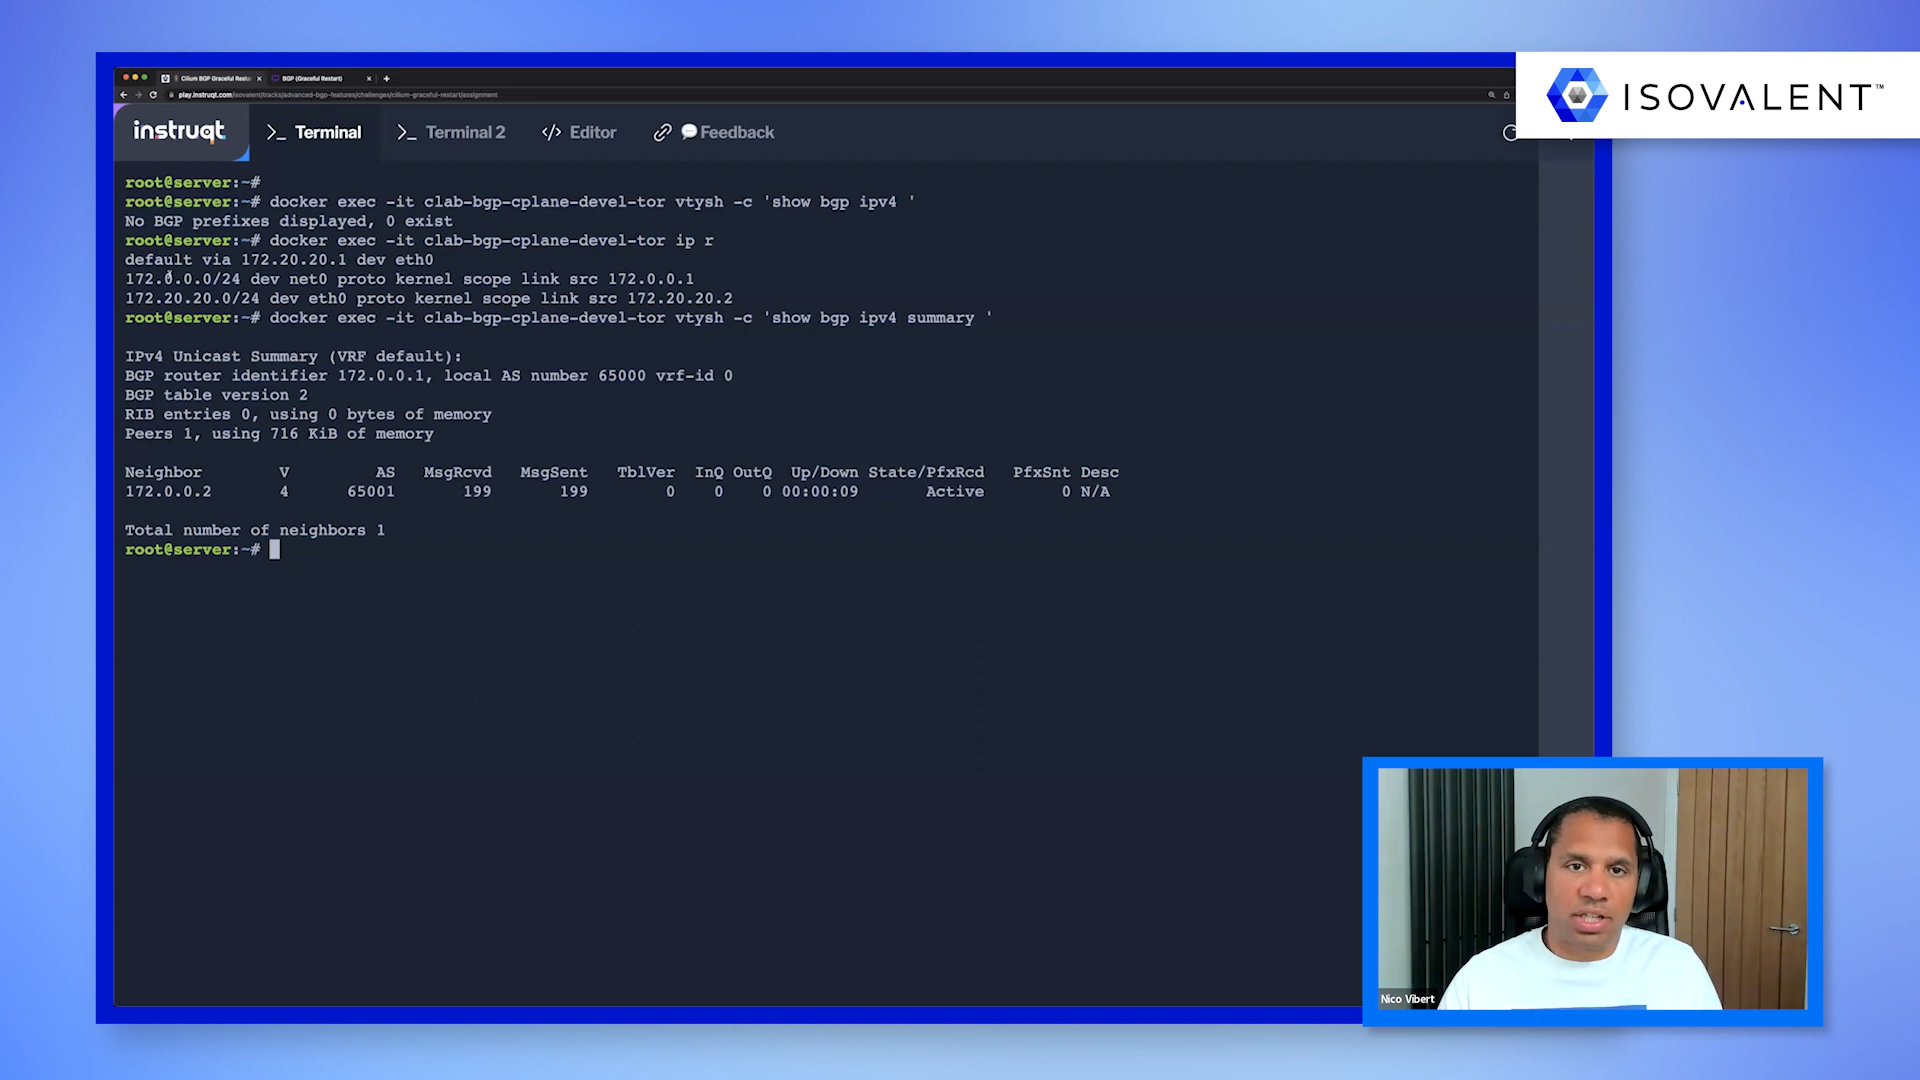 ISOVALENT™
Cilium BGP Graceful Resta
BGP (Graceful Restart)
play.instruqt.com/isovalent/tracks/advanced-bgp-features/challenges/cilium-graceful-restart/assignment
instruqt
>_ Terminal
>_ Terminal 2
</> Editor
Feedback
root@server:~#
root@server:~# docker exec -it clab-bgp-cplane-devel-tor vtysh -c 'show bgp ipv4 '
No BGP prefixes displayed, 0 exist
root@server:~# docker exec -it clab-bgp-cplane-devel-tor ip r
default via 172.20.20.1 dev eth0
172.0.0.0/24 dev net0 proto kernel scope link src 172.0.0.1
172.20.20.0/24 dev eth0 proto kernel scope link src 172.20.20.2
root@server:~# docker exec -it clab-bgp-cplane-devel-tor vtysh -c 'show bgp ipv4 summary '
IPv4 Unicast Summary (VRF default):
BGP router identifier 172.0.0.1, local AS number 65000 vrf-id 0
BGP table version 2
RIB entries 0, using 0 bytes of memory
Peers 1, using 716 KiB of memory
Neighbor V AS MsgRcvd MsgSent TblVer InQ OutQ Up/Down State/PfxRcd PfxSnt Desc
172.0.0.2 4 65001 199 199 0 0 0 00:00:09 Active 0 N/A
Total number of neighbors 1
root@server:~#
Nico Vibert